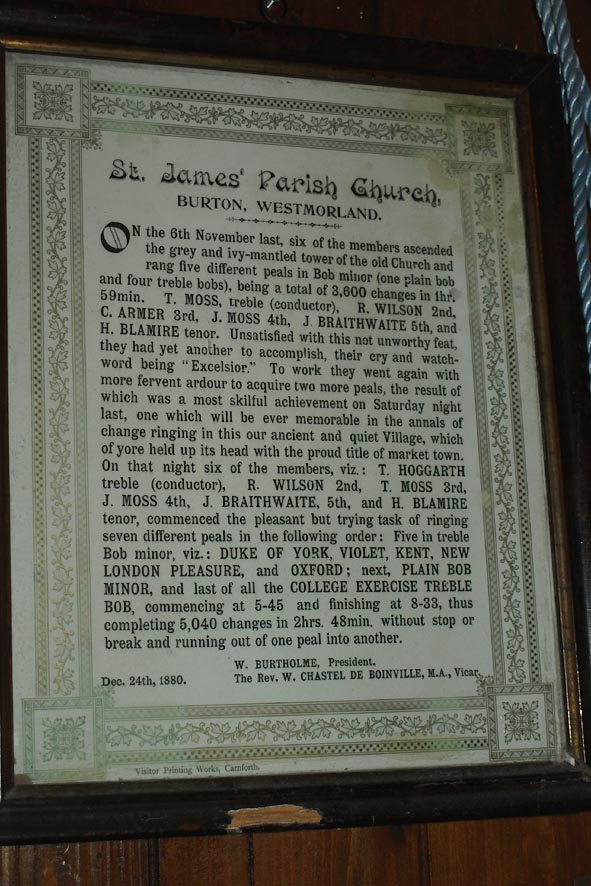 St. James' Parish Church,
BURTON, WESTMORLAND.
ON the 6th November last, six of the members ascended
the grey and ivy-mantled tower of the old Church and
rang five different peals in Bob minor (one plain bob
and four treble bobs), being a total of 3,600 changes in 1hr.
59min. T. MOSS, treble (conductor), R. WILSON 2nd,
C. ARMER 3rd, J. MOSS 4th, J. BRAITHWAITE 5th, and
H. BLAMIRE tenor. Unsatisfied with this not unworthy feat,
they had yet another to accomplish, their cry and watch-
word being "Excelsior." To work they went again with
more fervent ardour to acquire two more peals, the result of
which was a most skilful achievement on Saturday night
last, one which will be ever memorable in the annals of
change ringing in this our ancient and quiet Village, which
of yore held up its head with the proud title of market town.
On that night six of the members, viz.: T. HOGGARTH
treble (conductor), R. WILSON 2nd, T. MOSS 3rd,
J. MOSS 4th, J. BRAITHWAITE, 5th, and H. BLAMIRE
tenor, commenced the pleasant but trying task of ringing
seven different peals in the following order: Five in treble
Bob minor, viz.: DUKE OF YORK, VIOLET, KENT, NEW
LONDON PLEASURE, and OXFORD; next, PLAIN BOB
MINOR, and last of all the COLLEGE EXERCISE TREBLE
BOB, commencing at 5-45 and finishing at 8-33, thus
completing 5,040 changes in 2hrs. 48min. without stop or
break and running out of one peal into another.
W. BURTHOLME, President.
Dec. 24th, 1880. The Rev. W. CHASTEL DE BOINVILLE, M.A., Vicar.
Visitor Printing Works, Carnforth.